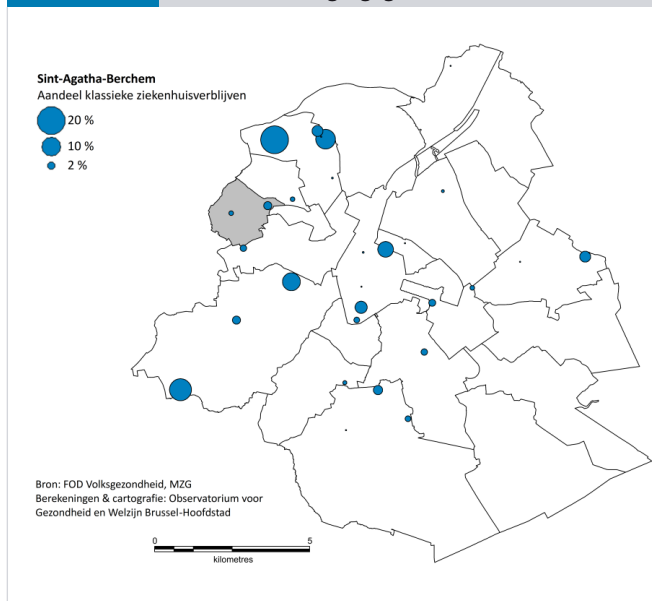 Sint-Agatha-Berchem
Aandeel klassieke ziekenhuisverblijven
20 %
10 %
2 %
Bron: FOD Volksgezondheid, MZG
Berekeningen & cartografie: Observatorium voor
Gezondheid en Welzijn Brussel-Hoofdstad
0 5
kilometres